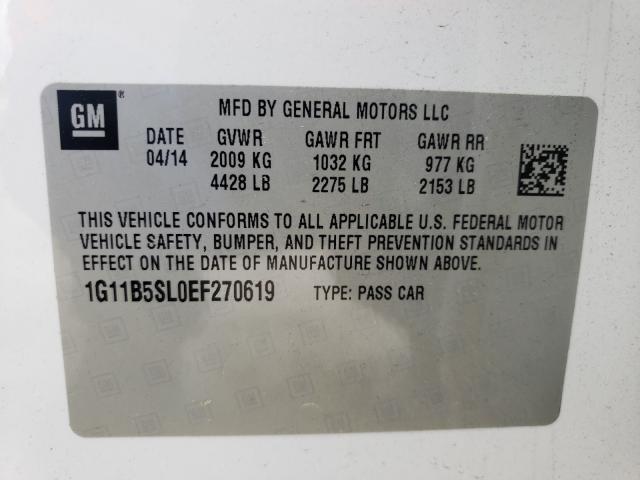 GM ®
MFD BY GENERAL MOTORS LLC
DATE GVWR GAWR FRT GAWR RR
04/14 2009 KG 1032 KG 977 KG
4428 LB 2275 LB 2153 LB
THIS VEHICLE CONFORMS TO ALL APPLICABLE U.S. FEDERAL MOTOR
VEHICLE SAFETY, BUMPER, AND THEFT PREVENTION STANDARDS IN
EFFECT ON THE DATE OF MANUFACTURE SHOWN ABOVE.
1G11B5SL0EF270619 TYPE: PASS CAR